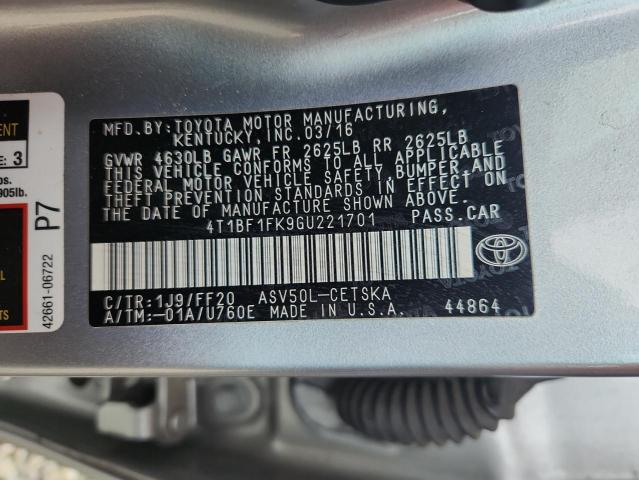 MFD.BY:TOYOTA MOTOR MANUFACTURING,
KENTUCKY, INC.03/16
GVWR 4630LB GAWR FR 2625LB RR 2625LB
THIS VEHICLE CONFORMS TO ALL APPLICABLE
FEDERAL MOTOR VEHICLE SAFETY,BUMPER,AND
THEFT PREVENTION STANDARDS IN EFFECT ON
THE DATE OF MANUFACTURE SHOWN ABOVE.
4T1BF1FK9GU221701 PASS.CAR
C/TR:1J9/FF20 ASV50L-CETSKA
A/TM:-01A/U760E MADE IN U.S.A. 44864
E: 3
905lb.
P7
42661-06722